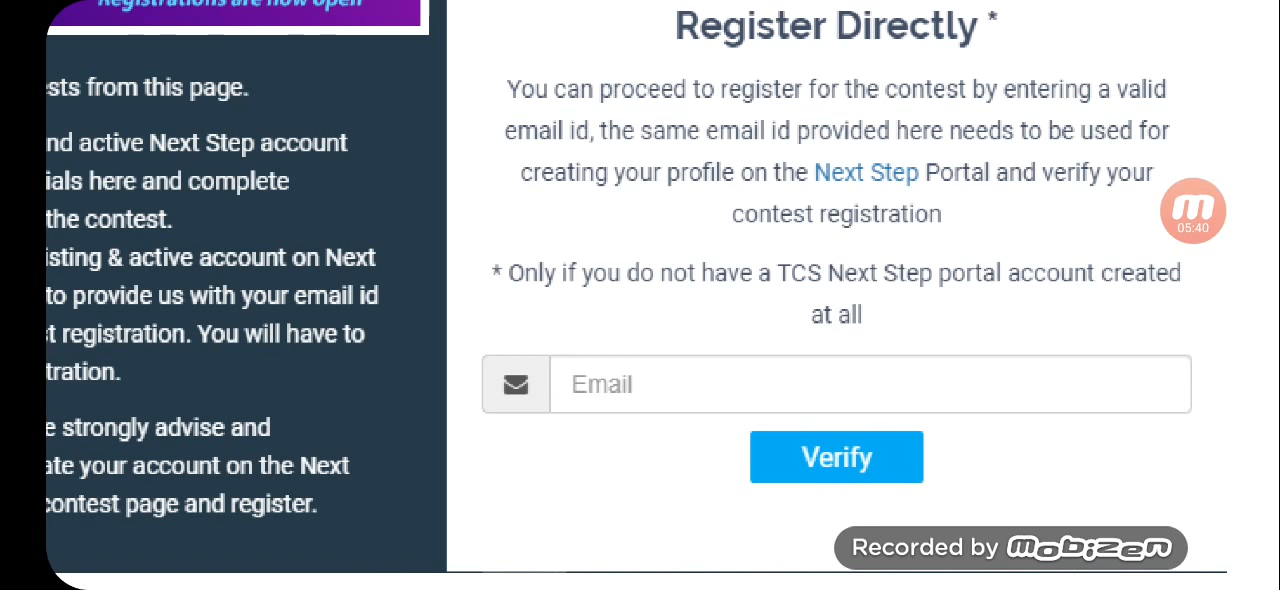 Registrations are now open
sts from this page.
nd active Next Step account
ials here and complete
the contest.
isting & active account on Next
to provide us with your email id
t registration. You will have to
tration.
e strongly advise and
ate your account on the Next
contest page and register.
Register Directly *
You can proceed to register for the contest by entering a valid
email id, the same email id provided here needs to be used for
creating your profile on the Next Step Portal and verify your
contest registration
* Only if you do not have a TCS Next Step portal account created
at all
Email
Verify
m
05:40
Recorded by mobizen